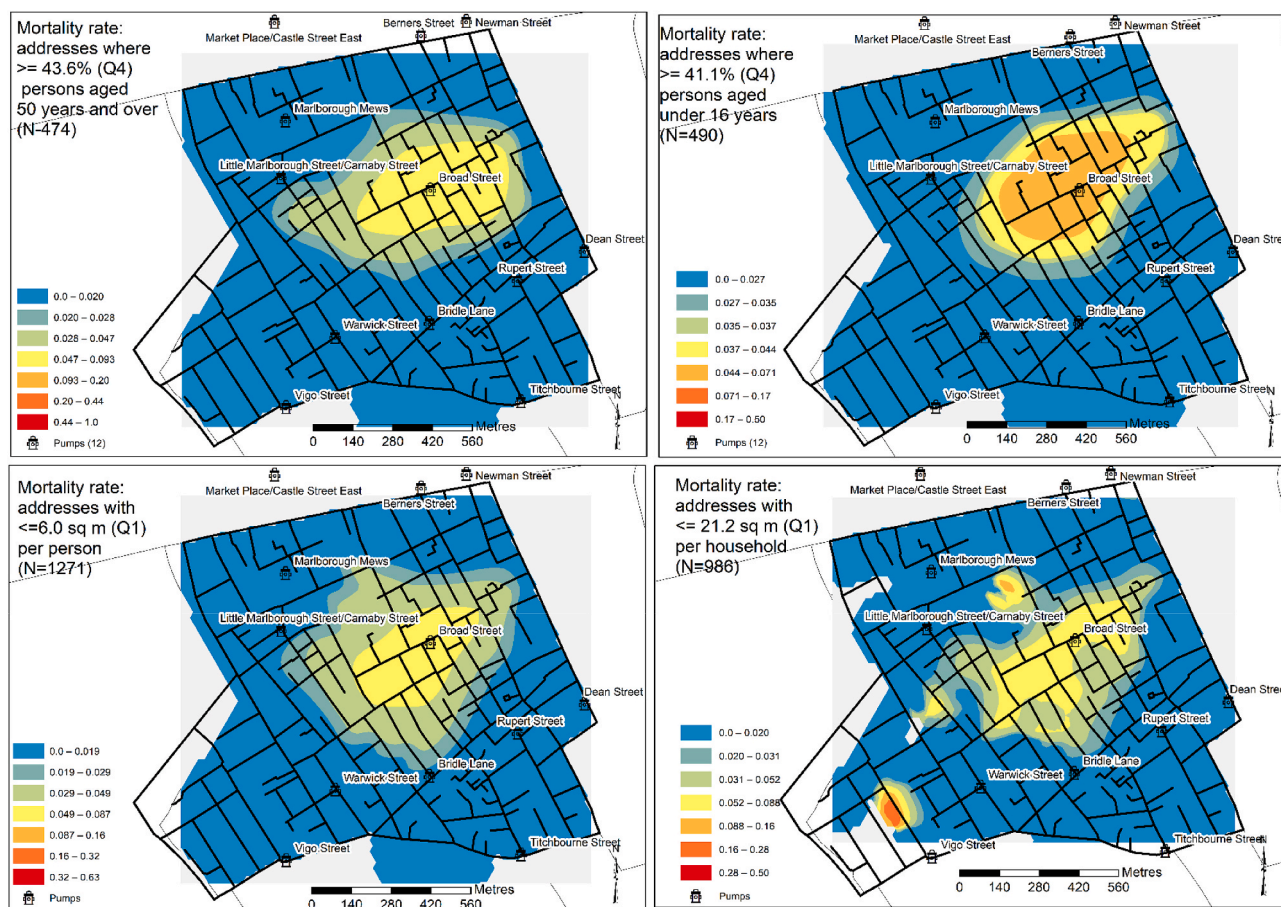 Mortality rate:
addresses where
>= 43.6% (Q4)
persons aged
50 years and over
(N-474)
Market Place/Castle Street East
Berners Street
Newman Street
Marlborough Mews
Little Marlborough Street/Carnaby Street
Broad Street
Dean Street
Rupert Street
Bridle Lane
Warwick Street
Vigo Street
Titchbourne Street
0.0 – 0.020
0.020 – 0.028
0.028 – 0.047
0.047 – 0.093
0.093 – 0.20
0.20 – 0.44
0.44 – 1.0
Pumps (12)
Metres
0 140 280 420 560
N
Mortality rate:
addresses where
>= 41.1% (Q4)
persons aged
under 16 years
(N=490)
Market Place/Castle Street East
Newman Street
Berners Street
Marlborough Mews
Little Marlborough Street/Carnaby Street
Broad Street
Dean Street
Rupert Street
Bridle Lane
Warwick Street
Vigo Street
Titchbourne Street
0.0 – 0.027
0.027 – 0.035
0.035 – 0.037
0.037 – 0.044
0.044 – 0.071
0.071 – 0.17
0.17 – 0.50
Pumps (12)
Metres
0 140 280 420 560
N
Mortality rate:
addresses with
<=6.0 sq m (Q1)
per person
(N=1271)
Market Place/Castle Street East
Newman Street
Berners Street
Marlborough Mews
Little Marlborough Street/Carnaby Street
Broad Street
Dean Street
Rupert Street
Bridle Lane
Warwick Street
Vigo Street
Titchbourne Street
0.0 – 0.019
0.019 – 0.029
0.029 – 0.049
0.049 – 0.087
0.087 – 0.16
0.16 – 0.32
0.32 – 0.63
Pumps
Metres
0 140 280 420 560
N
Mortality rate:
addresses with
<= 21.2 sq m (Q1)
per household
(N=986)
Market Place/Castle Street East
Newman Street
Berners Street
Marlborough Mews
Little Marlborough Street/Carnaby Street
Broad Street
Dean Street
Rupert Street
Bridle Lane
Warwick Street
Vigo Street
Titchbourne Street
0.0 – 0.020
0.020 – 0.031
0.031 – 0.052
0.052 – 0.088
0.088 – 0.16
0.16 – 0.28
0.28 – 0.50
Pumps
Metres
0 140 280 420 560
N